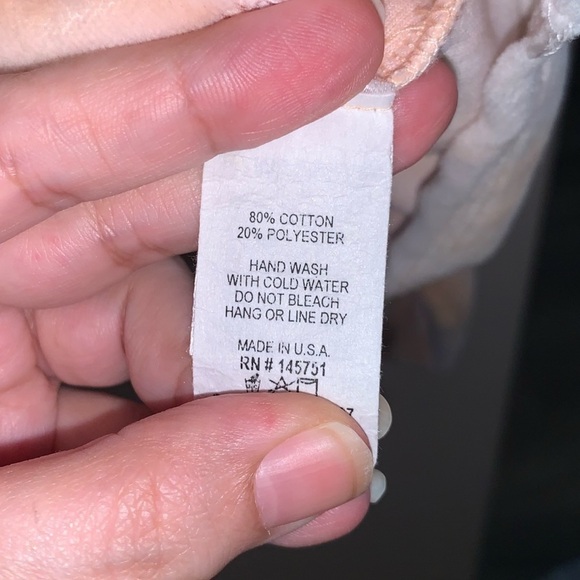 80% COTTON
20% POLYESTER
HAND WASH
WITH COLD WATER
DO NOT BLEACH
HANG OR LINE DRY
MADE IN U.S.A.
RN # 145751
7